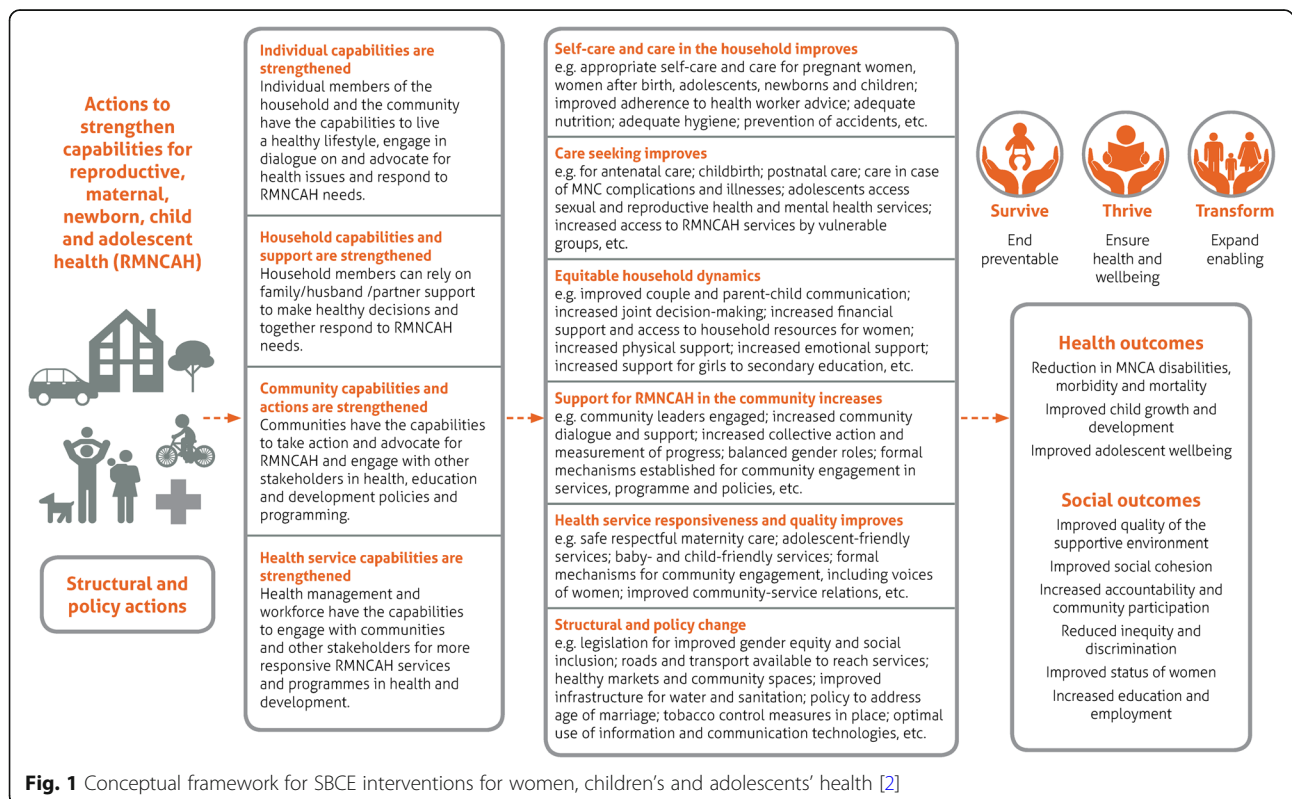 Actions to
strengthen
capabilities for
reproductive,
maternal,
newborn, child
and adolescent
health (RMNCAH)
Structural and
policy actions
Individual capabilities are
strengthened
Individual members of the
household and the community
have the capabilities to live
a healthy lifestyle, engage in
dialogue on and advocate for
health issues and respond to
RMNCAH needs.
Household capabilities and
support are strengthened
Household members can rely on
family/husband /partner support
to make healthy decisions and
together respond to RMNCAH
needs.
Community capabilities and
actions are strengthened
Communities have the capabilities
to take action and advocate for
RMNCAH and engage with other
stakeholders in health, education
and development policies and
programming.
Health service capabilities are
strengthened
Health management and
workforce have the capabilities
to engage with communities
and other stakeholders for more
responsive RMNCAH services
and programmes in health and
development.
Self-care and care in the household improves
e.g. appropriate self-care and care for pregnant women,
women after birth, adolescents, newborns and children;
improved adherence to health worker advice; adequate
nutrition; adequate hygiene; prevention of accidents, etc.
Care seeking improves
e.g. for antenatal care; childbirth; postnatal care; care in case
of MNC complications and illnesses; adolescents access
sexual and reproductive health and mental health services;
increased access to RMNCAH services by vulnerable
groups, etc.
Equitable household dynamics
e.g. improved couple and parent-child communication;
increased joint decision-making; increased financial
support and access to household resources for women;
increased physical support; increased emotional support;
increased support for girls to secondary education, etc.
Support for RMNCAH in the community increases
e.g. community leaders engaged; increased community
dialogue and support; increased collective action and
measurement of progress; balanced gender roles; formal
mechanisms established for community engagement in
services, programme and policies, etc.
Health service responsiveness and quality improves
e.g. safe respectful maternity care; adolescent-friendly
services; baby- and child-friendly services; formal
mechanisms for community engagement, including voices
of women; improved community-service relations, etc.
Structural and policy change
e.g. legislation for improved gender equity and social
inclusion; roads and transport available to reach services;
healthy markets and community spaces; improved
infrastructure for water and sanitation; policy to address
age of marriage; tobacco control measures in place; optimal
use of information and communication technologies, etc.
Survive
End
preventable
Thrive
Ensure
health and
wellbeing
Transform
Expand
enabling
Health outcomes
Reduction in MNCA disabilities,
morbidity and mortality
Improved child growth and
development
Improved adolescent wellbeing
Social outcomes
Improved quality of the
supportive environment
Improved social cohesion
Increased accountability and
community participation
Reduced inequity and
discrimination
Improved status of women
Increased education and
employment
Fig. 1 Conceptual framework for SBCE interventions for women, children's and adolescents' health [2]